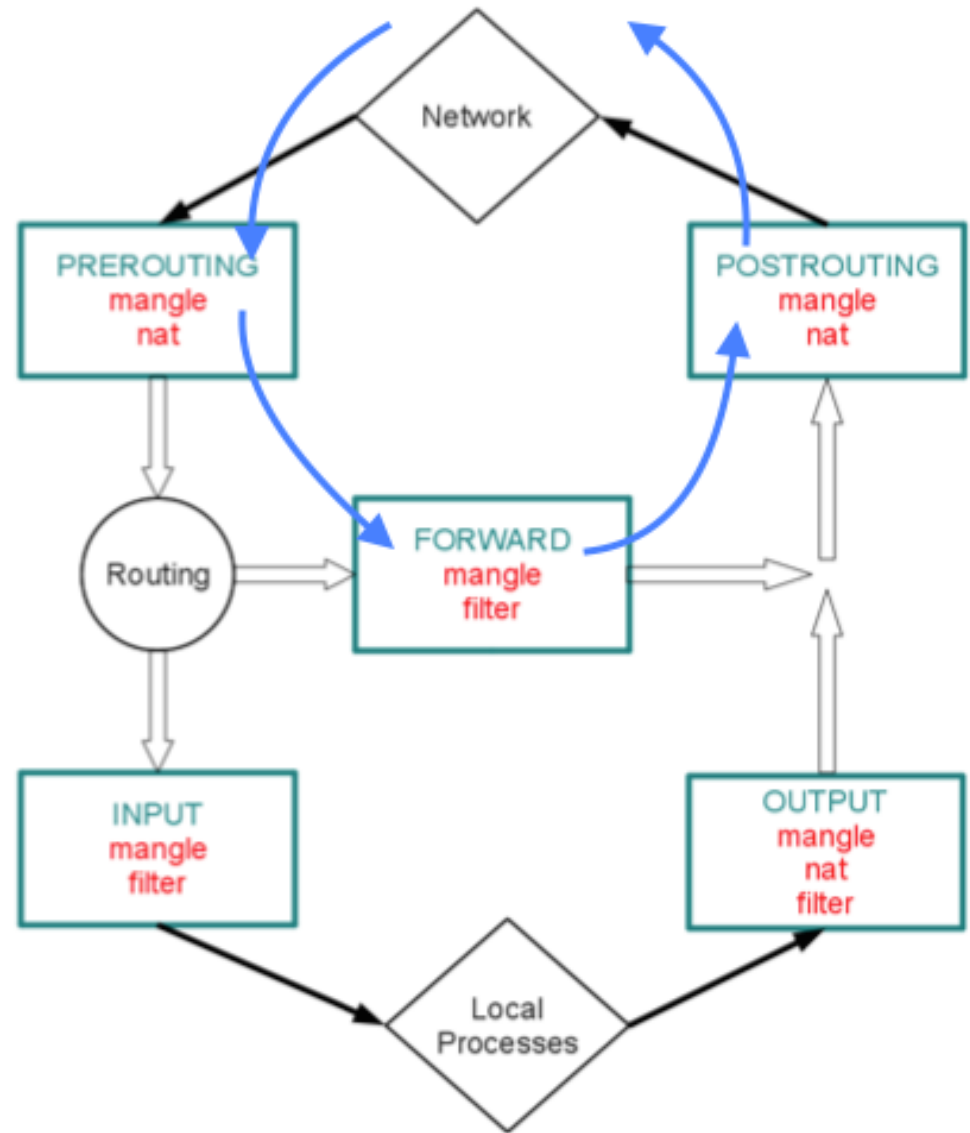 Network
PREROUTING
mangle
nat
POSTROUTING
mangle
nat
Routing
FORWARD
mangle
filter
INPUT
mangle
filter
OUTPUT
mangle
nat
filter
Local
Processes